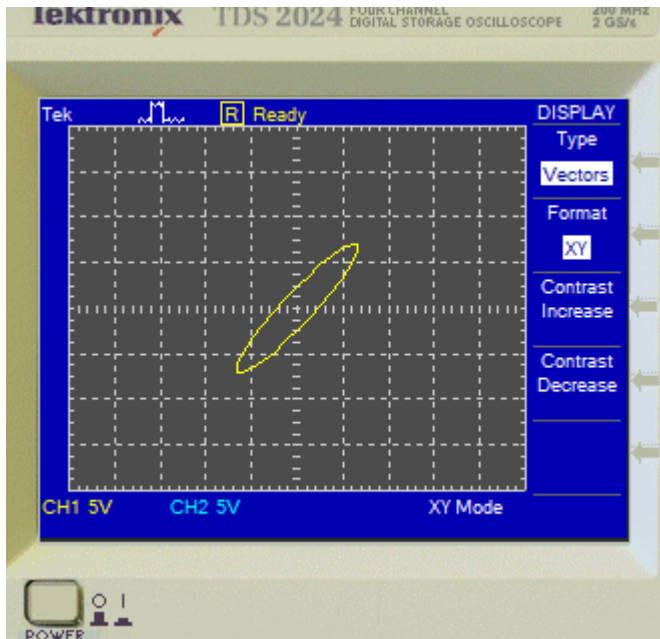 Tektronix TDS 2024 FOUR CHANNEL 200 MHz
DIGITAL STORAGE OSCILLOSCOPE 2 GS/s
Tek R Ready DISPLAY
Type
Vectors
Format
XY
Contrast
Increase
Contrast
Decrease
CH1 5V CH2 5V XY Mode
POWER